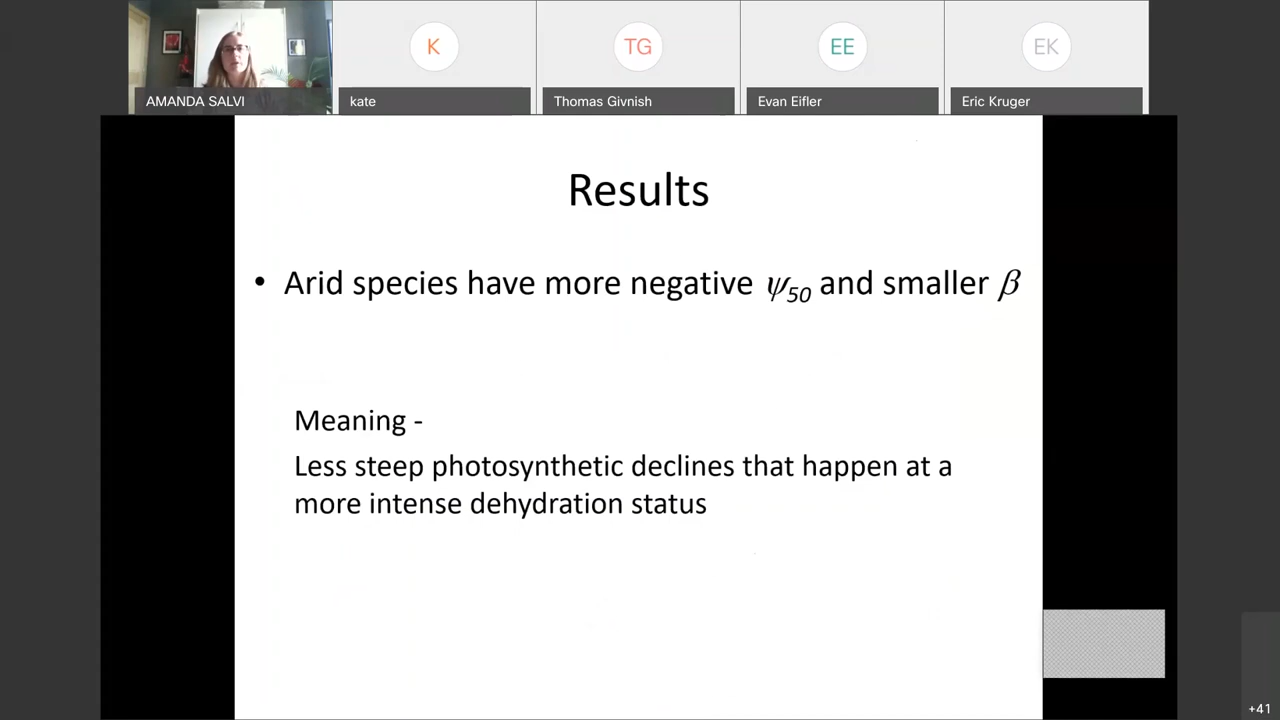 K
TG
EE
EK
AMANDA SALVI
kate
Thomas Givnish
Evan Eifler
Eric Kruger
Results
• Arid species have more negative ψ50 and smaller β
Meaning -
Less steep photosynthetic declines that happen at a
more intense dehydration status
+41